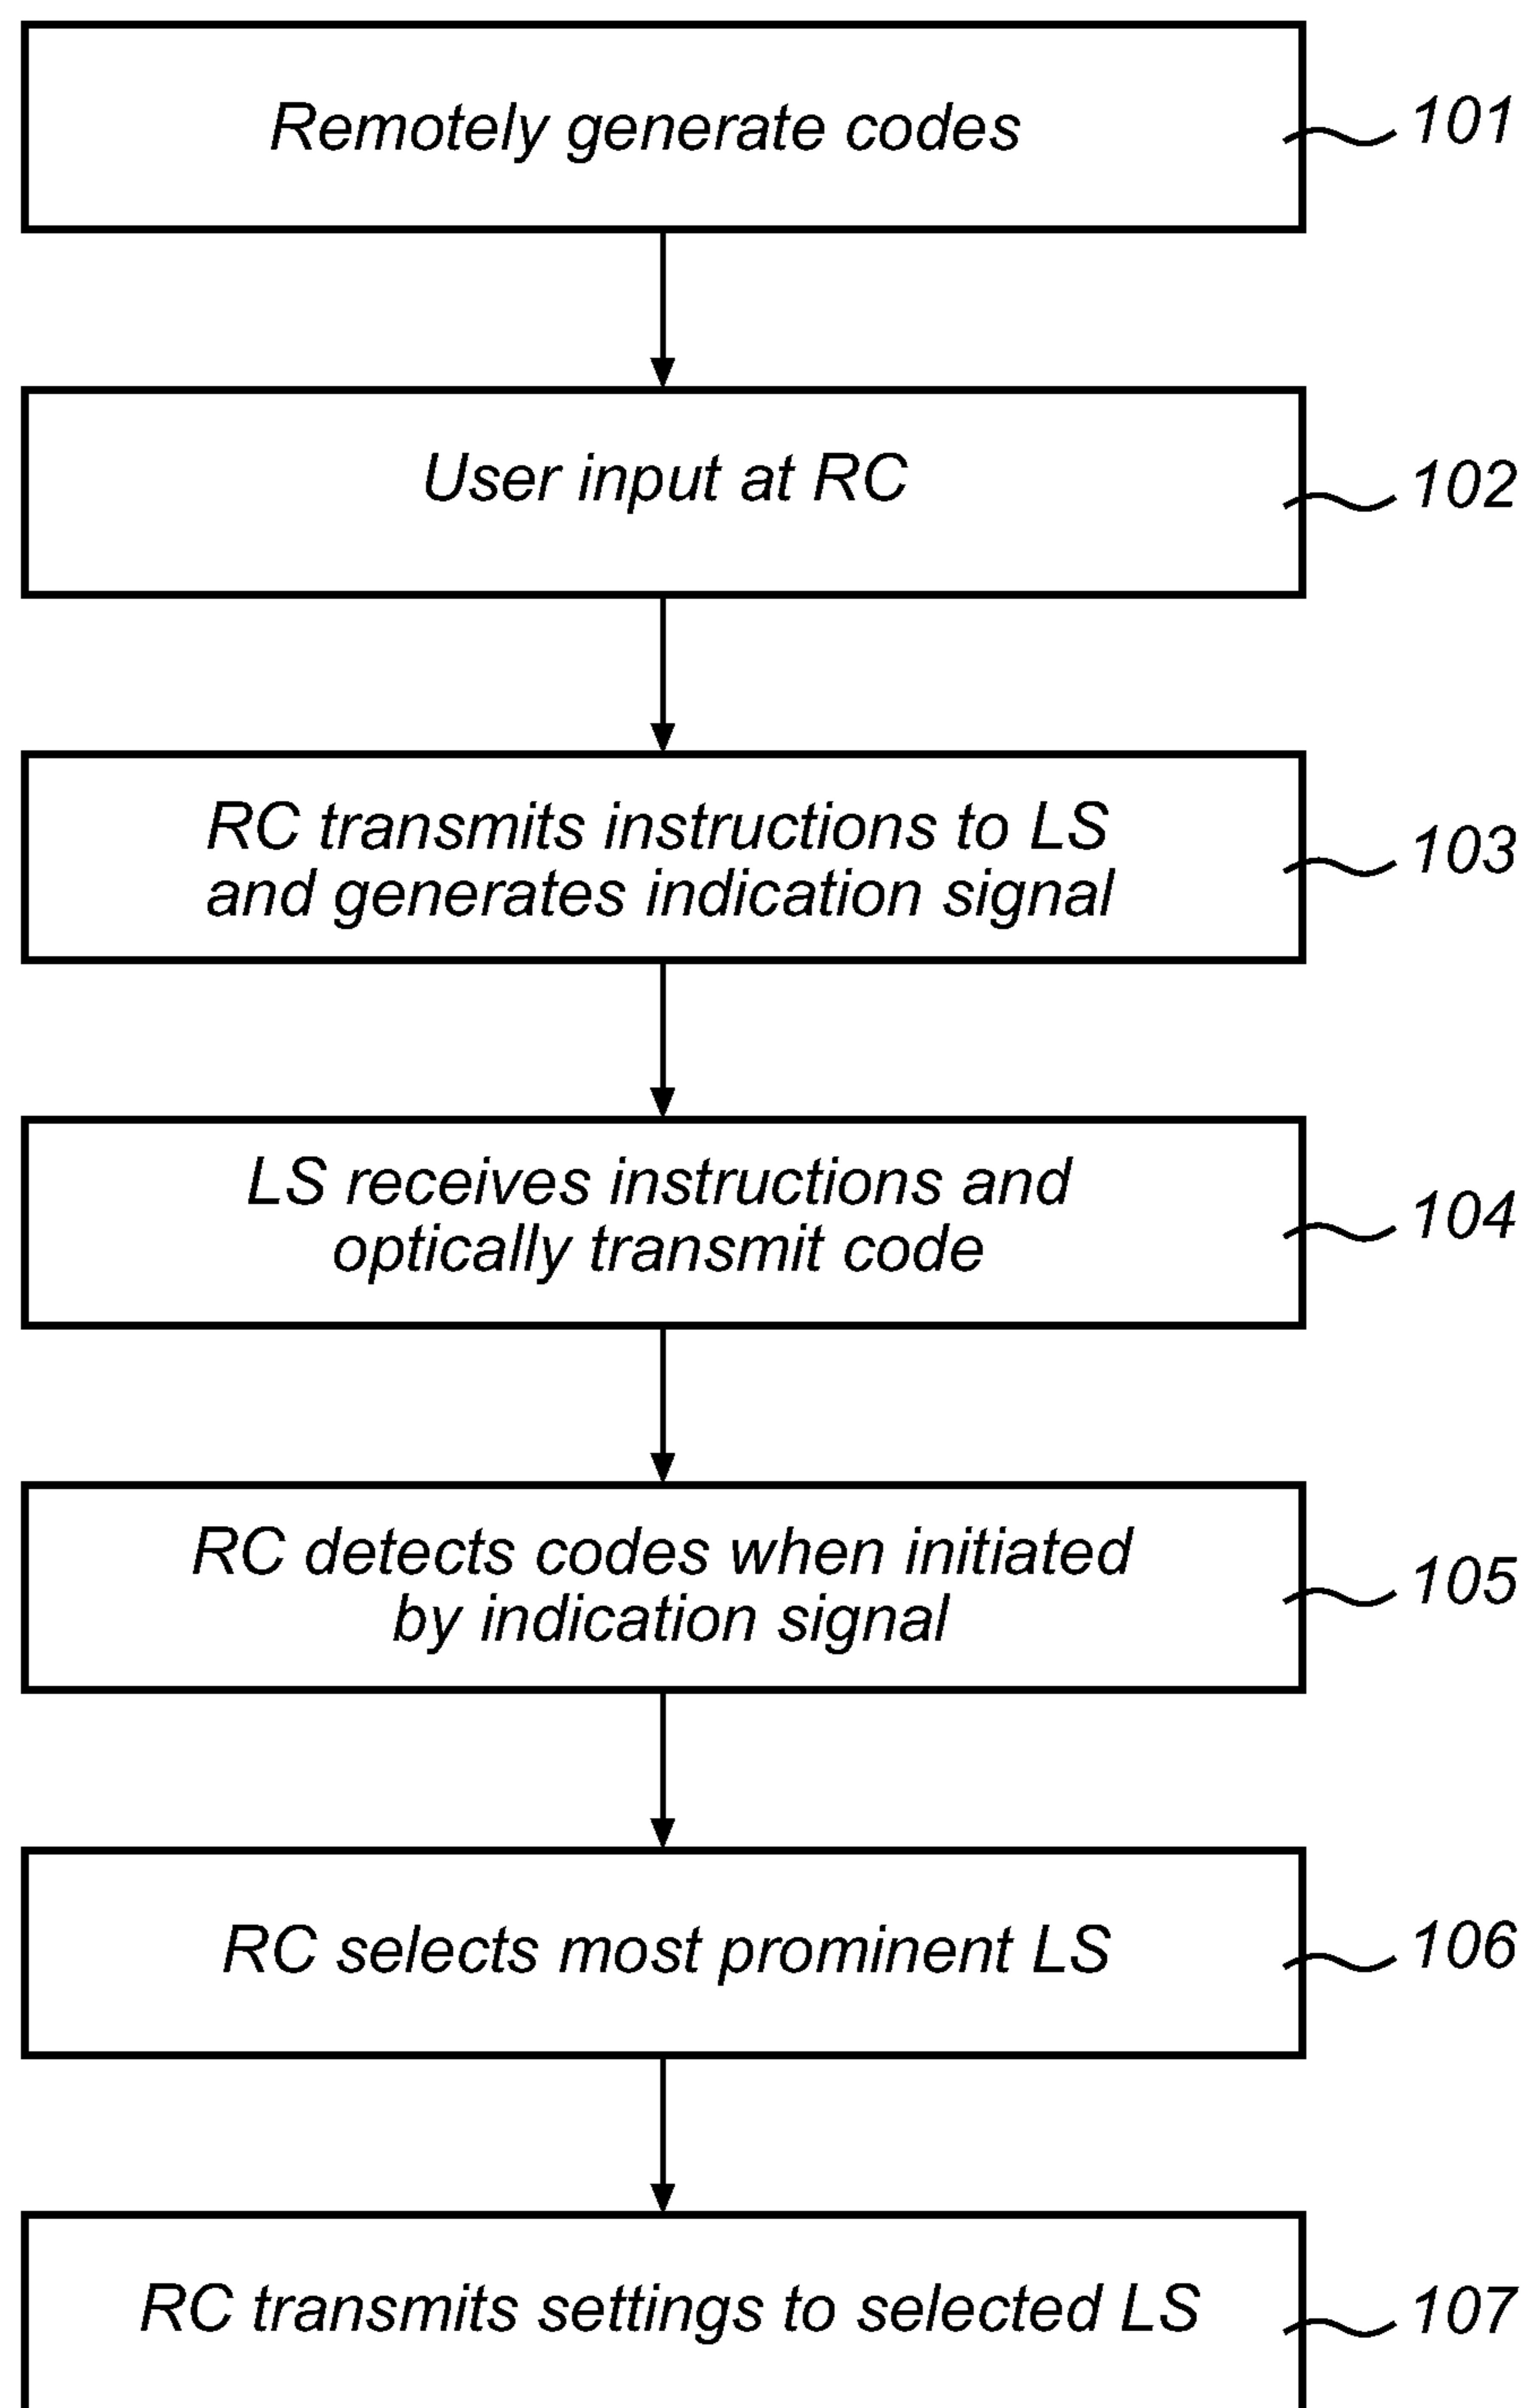 Remotely generate codes
101
User input at RC
102
RC transmits instructions to LS
and generates indication signal
103
LS receives instructions and
optically transmit code
104
RC detects codes when initiated
by indication signal
105
RC selects most prominent LS
106
RC transmits settings to selected LS
107